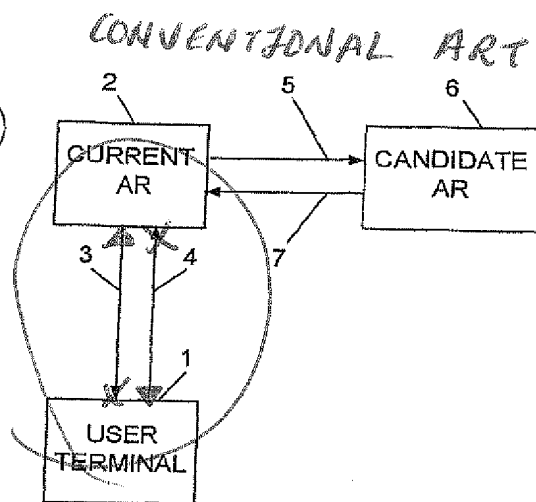 CONVENTIONAL ART
2
5
6
CURRENT
AR
CANDIDATE
AR
7
3
4
1
USER
TERMINAL